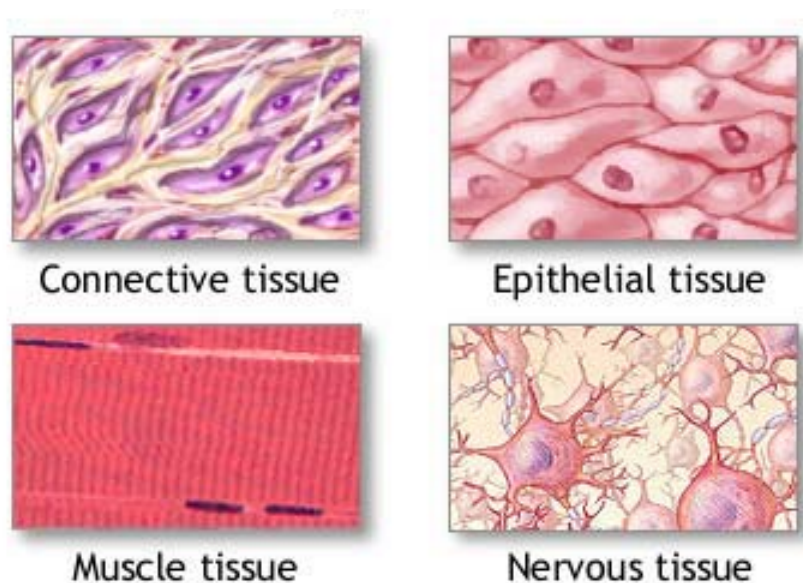 Connective tissue
Epithelial tissue
Muscle tissue
Nervous tissue